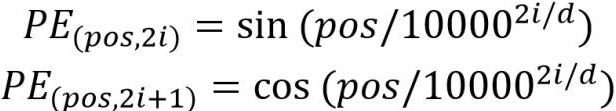 PE_(pos,2i) = sin (pos/10000^{2i/d})
PE_(pos,2i+1) = cos (pos/10000^{2i/d})